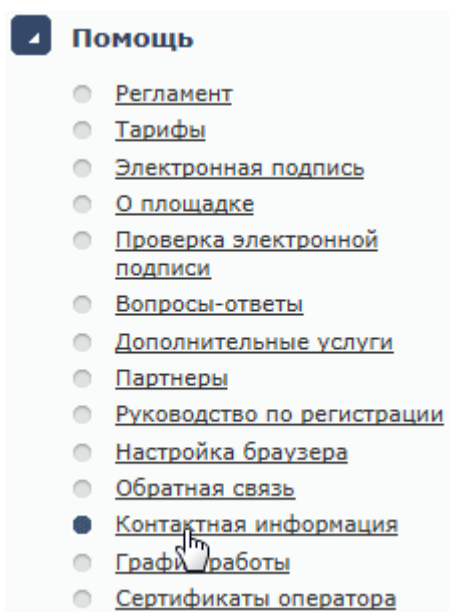 Помощь
Регламент
Тарифы
Электронная подпись
О площадке
Проверка электронной
подписи
Вопросы-ответы
Дополнительные услуги
Партнеры
Руководство по регистрации
Настройка браузера
Обратная связь
Контактная информация
График работы
Сертификаты оператора